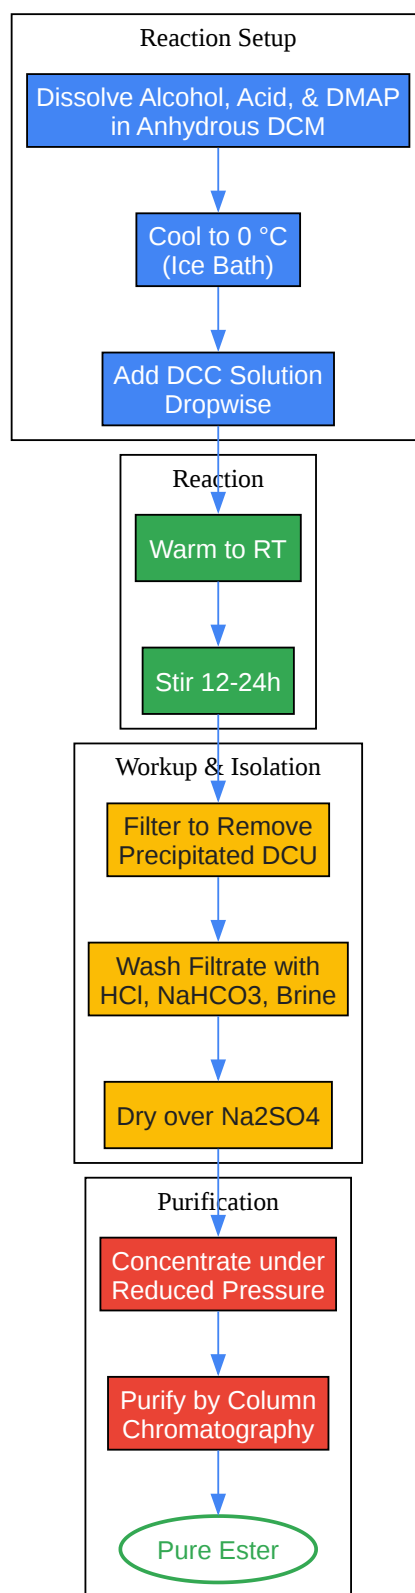 Reaction Setup
Dissolve Alcohol, Acid, & DMAP
in Anhydrous DCM
Cool to 0 °C
(Ice Bath)
Add DCC Solution
Dropwise
Reaction
Warm to RT
Stir 12-24h
Workup & Isolation
Filter to Remove
Precipitated DCU
Wash Filtrate with
HCl, NaHCO3, Brine
Dry over Na2SO4
Purification
Concentrate under
Reduced Pressure
Purify by Column
Chromatography
Pure Ester